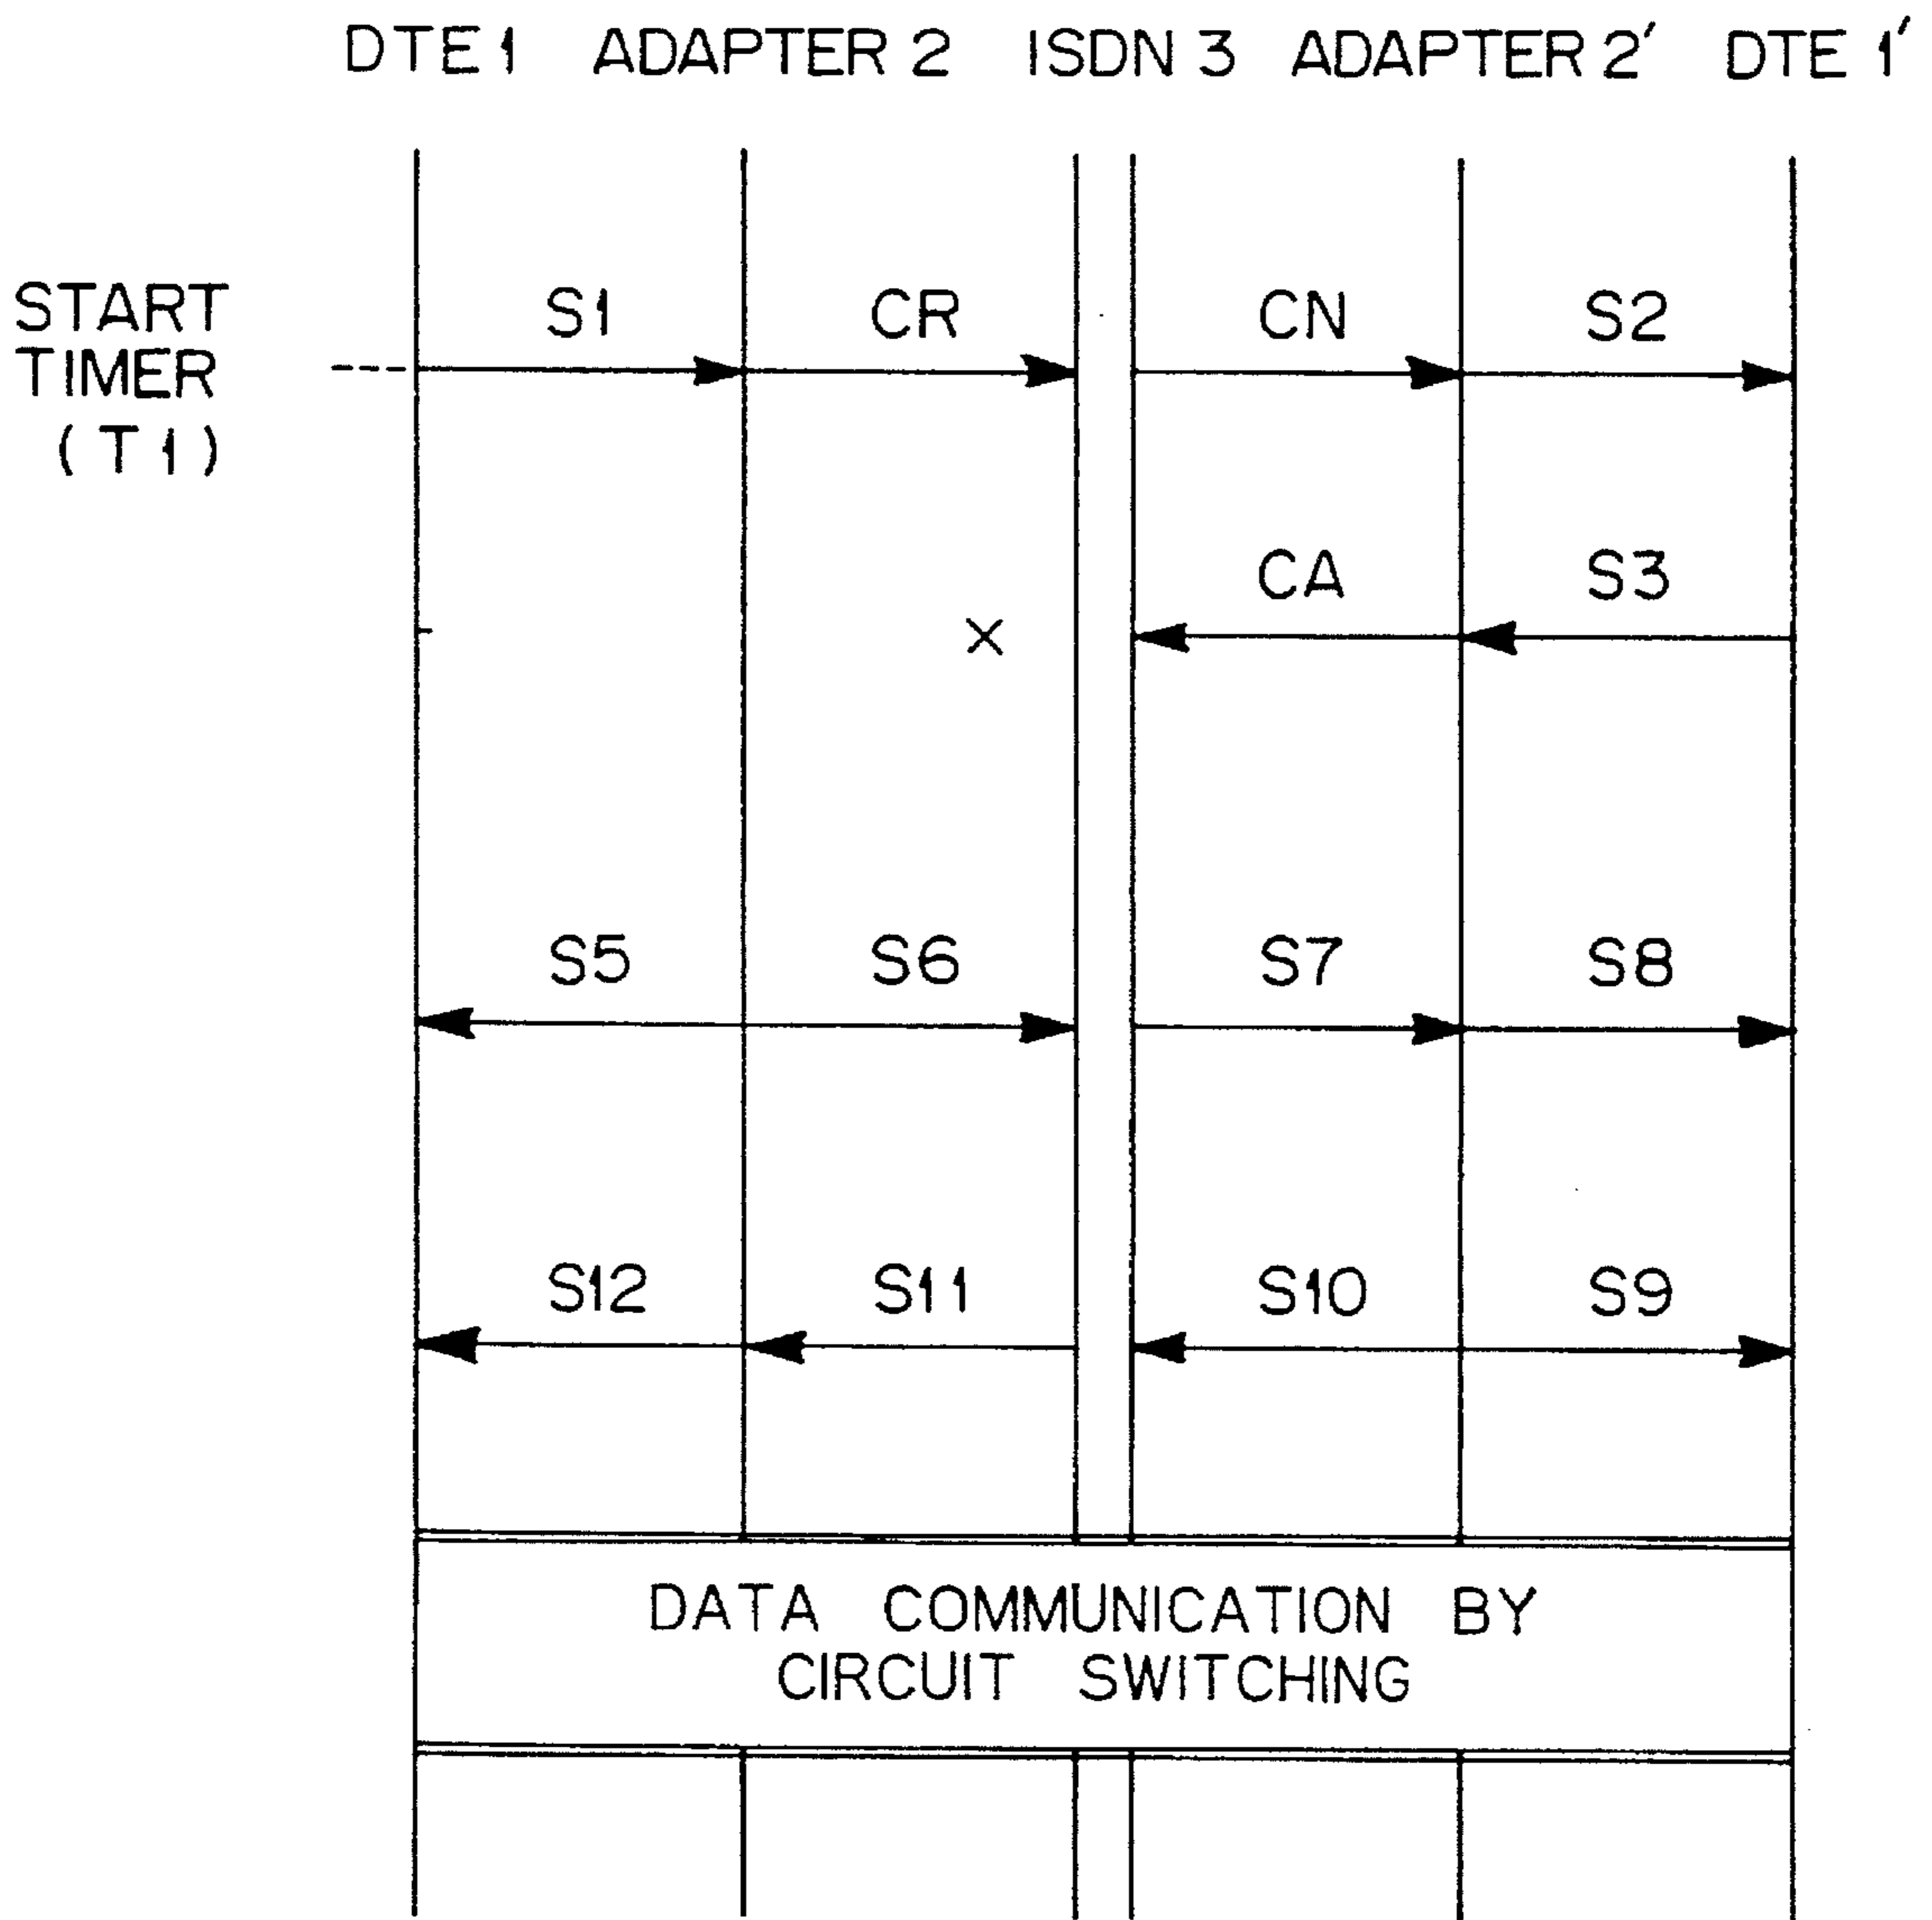 DTE 1 ADAPTER 2 ISDN 3 ADAPTER 2′ DTE 1′
START
TIMER
(T1)
S1 CR CN S2
CA S3
×
S5 S6 S7 S8
S12 S11 S10 S9
DATA COMMUNICATION BY
CIRCUIT SWITCHING